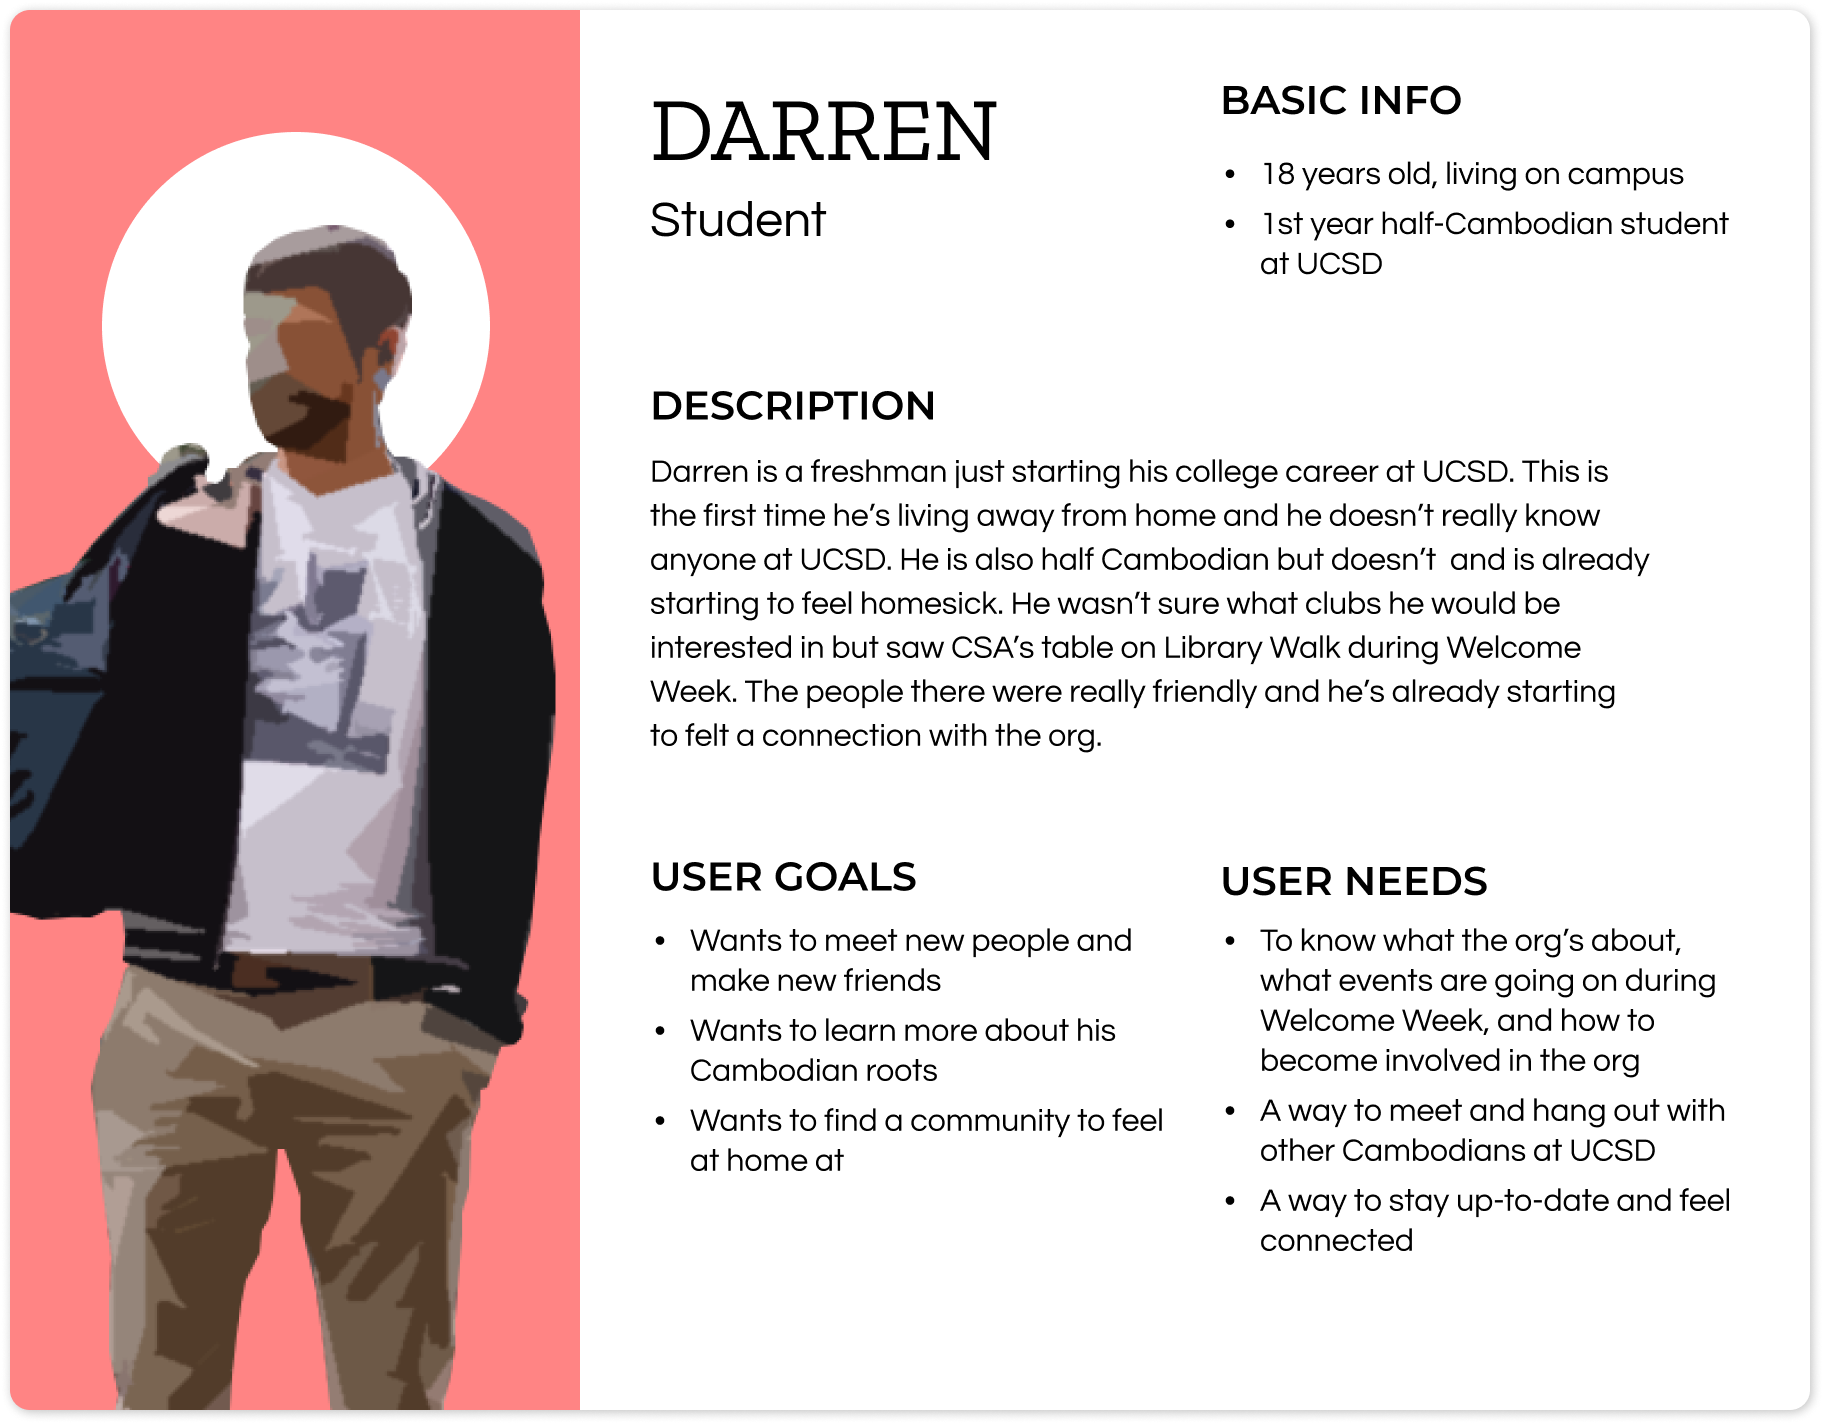 DARREN
Student
BASIC INFO
• 18 years old, living on campus
• 1st year half-Cambodian student
at UCSD
DESCRIPTION
Darren is a freshman just starting his college career at UCSD. This is
the first time he’s living away from home and he doesn’t really know
anyone at UCSD. He is also half Cambodian but doesn’t  and is already
starting to feel homesick. He wasn’t sure what clubs he would be
interested in but saw CSA’s table on Library Walk during Welcome
Week. The people there were really friendly and he’s already starting
to felt a connection with the org.
USER GOALS
• Wants to meet new people and
make new friends
• Wants to learn more about his
Cambodian roots
• Wants to find a community to feel
at home at
USER NEEDS
• To know what the org’s about,
what events are going on during
Welcome Week, and how to
become involved in the org
• A way to meet and hang out with
other Cambodians at UCSD
• A way to stay up-to-date and feel
connected